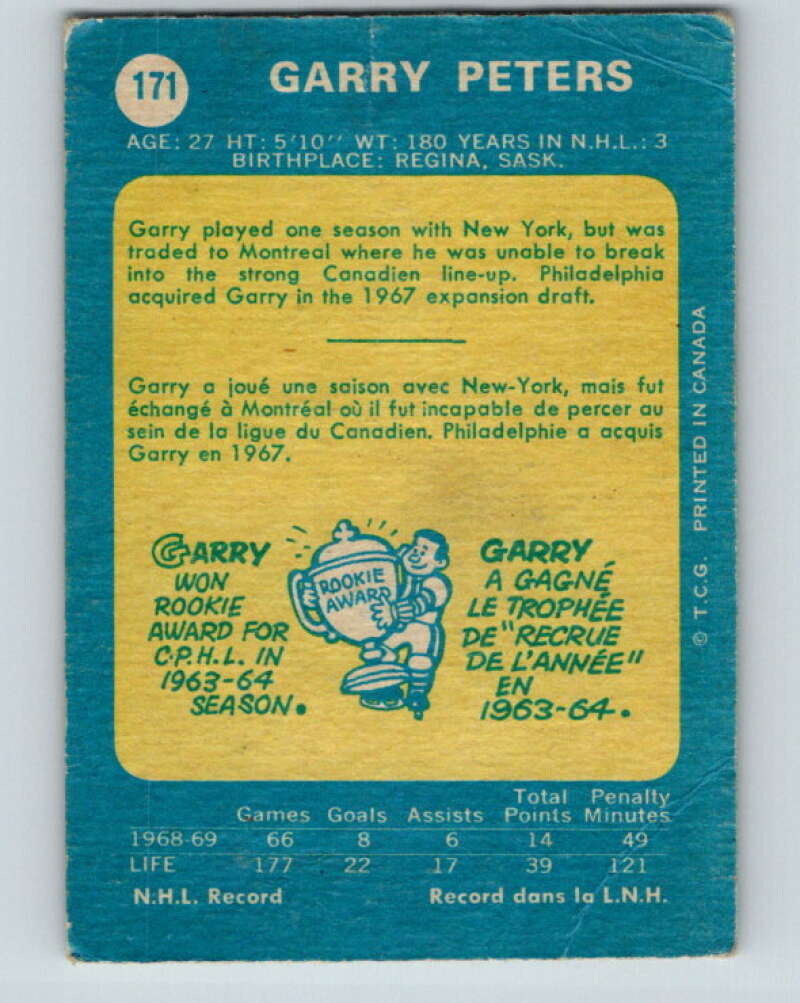 171
GARRY PETERS
AGE: 27 HT: 5'10" WT: 180 YEARS IN N.H.L.: 3
BIRTHPLACE: REGINA, SASK.
Garry played one season with New York, but was
traded to Montreal where he was unable to break
into the strong Canadien line-up. Philadelphia
acquired Garry in the 1967 expansion draft.
Garry a joué une saison avec New-York, mais fut
échangé à Montréal où il fut incapable de percer au
sein de la ligue du Canadien. Philadelphie a acquis
Garry en 1967.
GARRY
WON
ROOKIE
AWARD FOR
C.P.H.L. IN
1963-64
SEASON.
ROOKIE
AWARD
GARRY
A GAGNÉ
LE TROPHÉE
DE "RECRUE
DE L'ANNÉE"
EN
1963-64.
© T.C.G. PRINTED IN CANADA
Total Penalty
Games Goals Assists Points Minutes
1968-69 66 8 6 14 49
LIFE 177 22 17 39 121
N.H.L. Record Record dans la L.N.H.